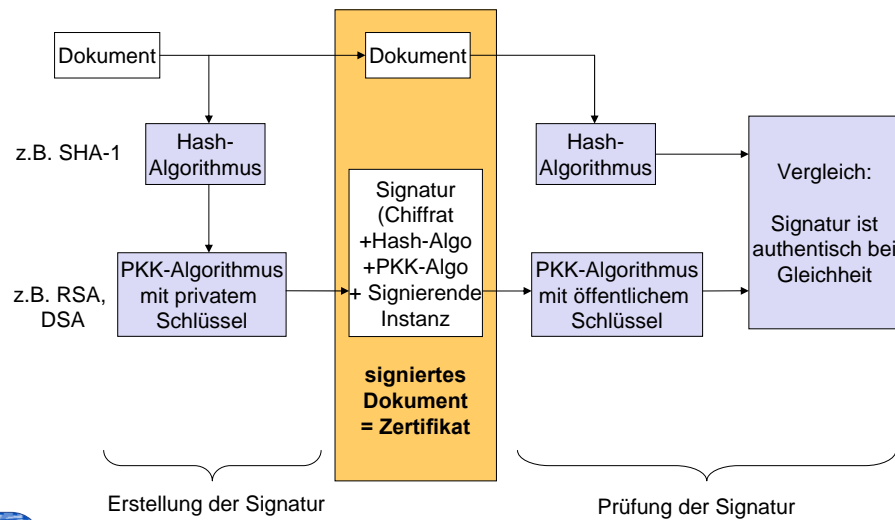 Dokument
Dokument
z.B. SHA-1
Hash-
Algorithmus
Hash-
Algorithmus
Signatur
(Chiffrat
+Hash-Algo
+PKK-Algo
+ Signierende
Instanz
z.B. RSA,
DSA
PKK-Algorithmus
mit privatem
Schlüssel
PKK-Algorithmus
mit öffentlichem
Schlüssel
Vergleich:
Signatur ist
authentisch bei
Gleichheit
signiertes
Dokument
= Zertifikat
Erstellung der Signatur
Prüfung der Signatur